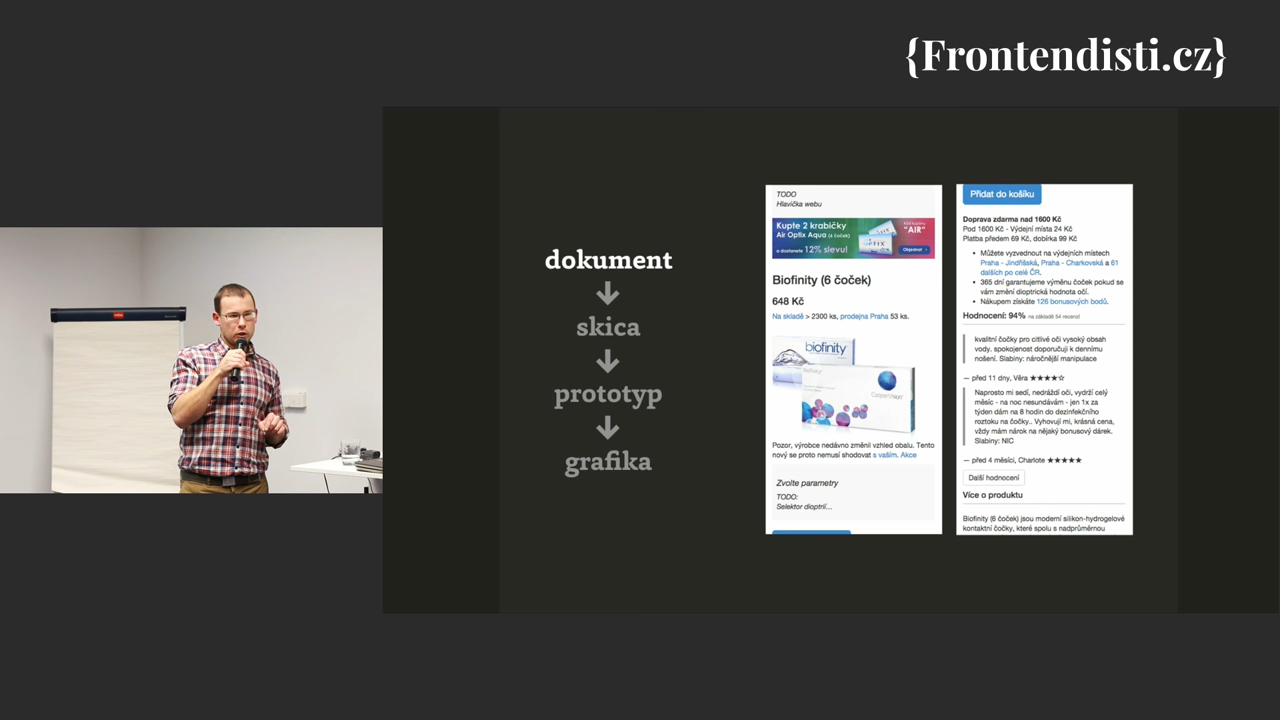 {Frontendisti.cz}
dokument
skica
prototyp
grafika
TODO
Hlavička webu
Kupte 2 krabičky
Air Optix Aqua (6 čoček)
a dostanete 12% slevu!
"AIR"
Objednat
Biofinity (6 čoček)
648 Kč
Na skladě > 2300 ks, prodejna Praha 53 ks.
biofinity
CooperVision
Pozor, výrobce nedávno změnil vzhled obalu. Tento
nový se proto nemusí shodovat s vaším. Akce
Zvolte parametry
TODO:
Selektor dioptrií...
Přidat do košíku
Doprava zdarma nad 1600 Kč
Pod 1600 Kč - Výdejní místa 24 Kč
Platba předem 69 Kč, dobírka 99 Kč
• Můžete vyzvednout na výdejních místech
Praha - Jindřišská, Praha - Charkovská a 61
dalších po celé ČR.
• 365 dní garantujeme výměnu čoček pokud se
vám změní dioptrická hodnota očí.
• Nákupem získáte 126 bonusových bodů.
Hodnocení: 94% na základě 54 recenzí
kvalitní čočky pro citlivé oči vysoký obsah
vody. spokojenost doporučuji k dennímu
nošení. Slabiny: náročnější manipulace
— před 11 dny, Věra ★★★★☆
Naprosto mi sedí, nedráždí oči, vydrží celý
měsíc - na noc nesundávám - jen 1x za
týden dám na 8 hodin do dezinfekčního
roztoku na čočky.. Vyhovují mi, krásná cena,
vždy mám nárok na nějaký bonusový dárek.
Slabiny: NIC
— před 4 měsíci, Charlote ★★★★★
Další hodnocení
Více o produktu
Biofinity (6 čoček) jsou moderní silikon-hydrogelové
kontaktní čočky, které spolu s nadprůměrnou